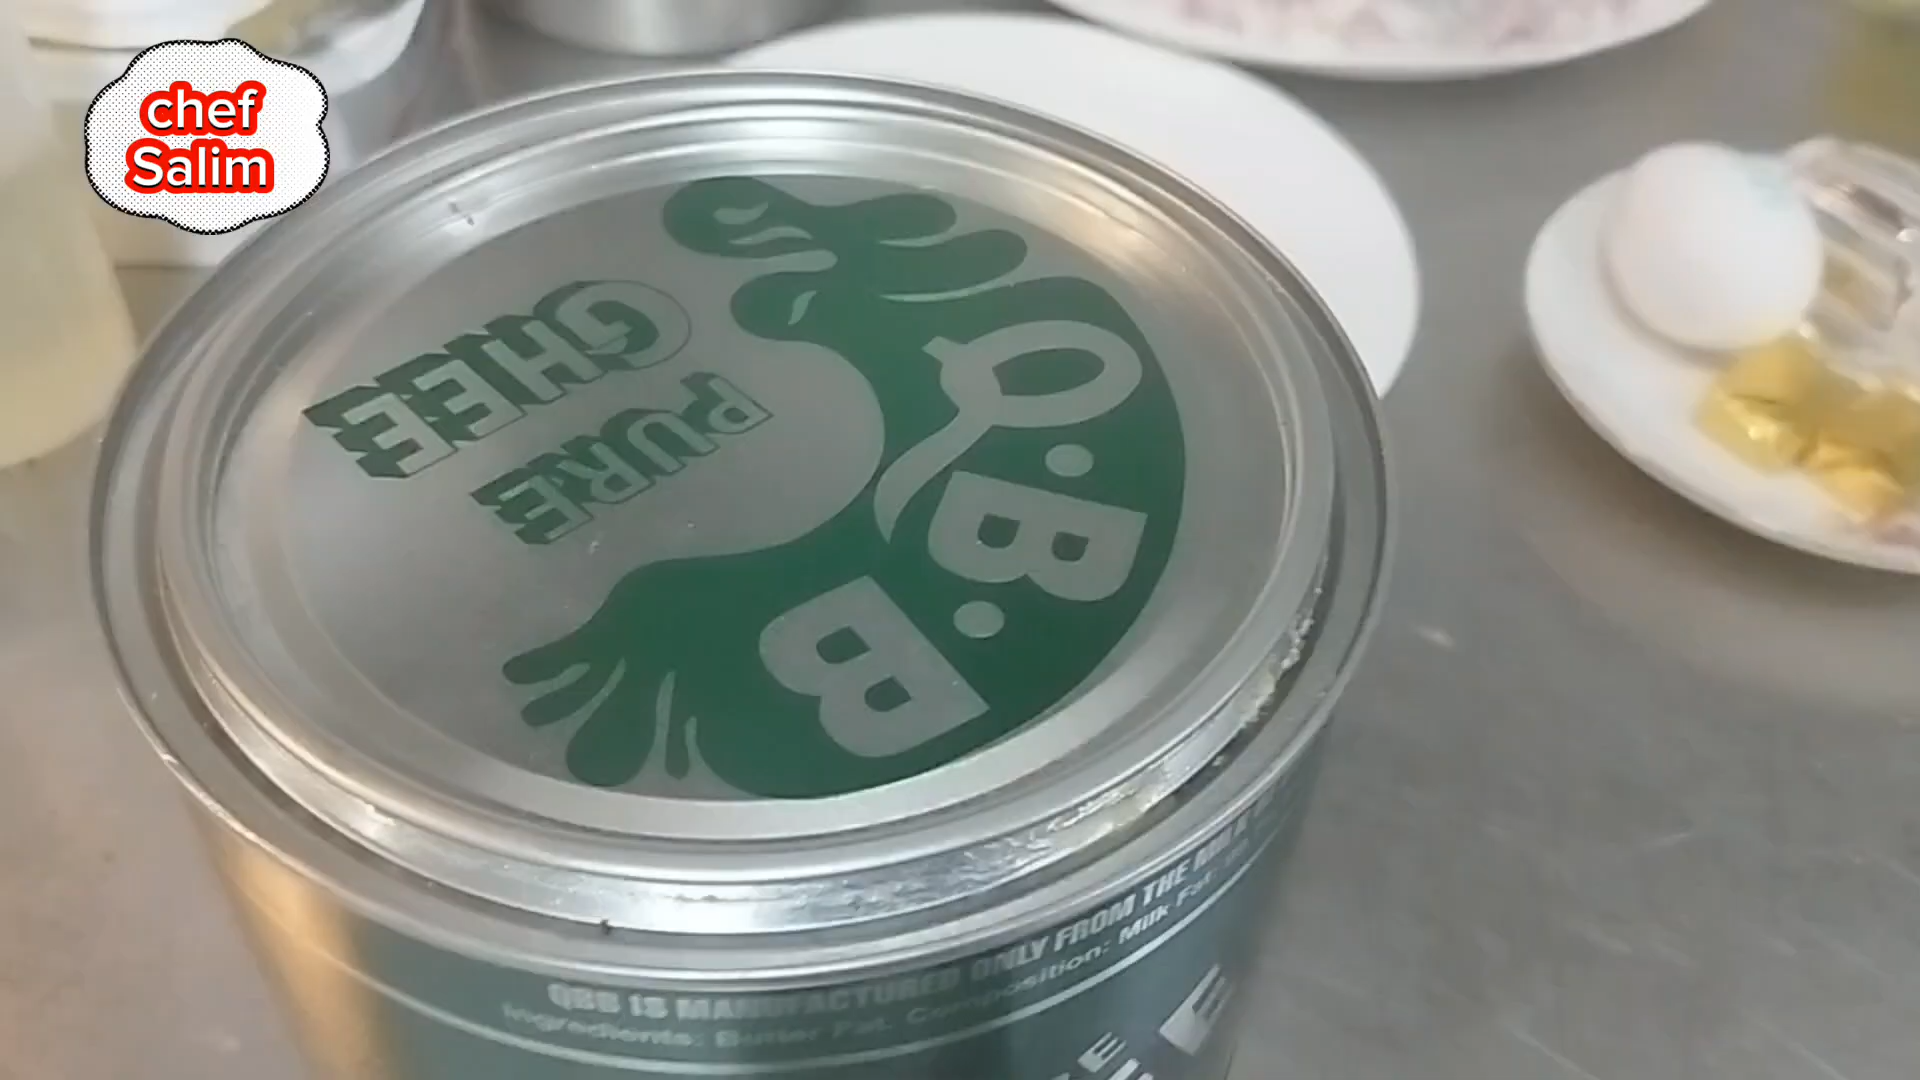 chef
Salim
Q.B.B
PURE
GHEE
QBB IS MANUFACTURED ONLY FROM THE
Ingredients: Butter Fat. Composition: Milk Fat